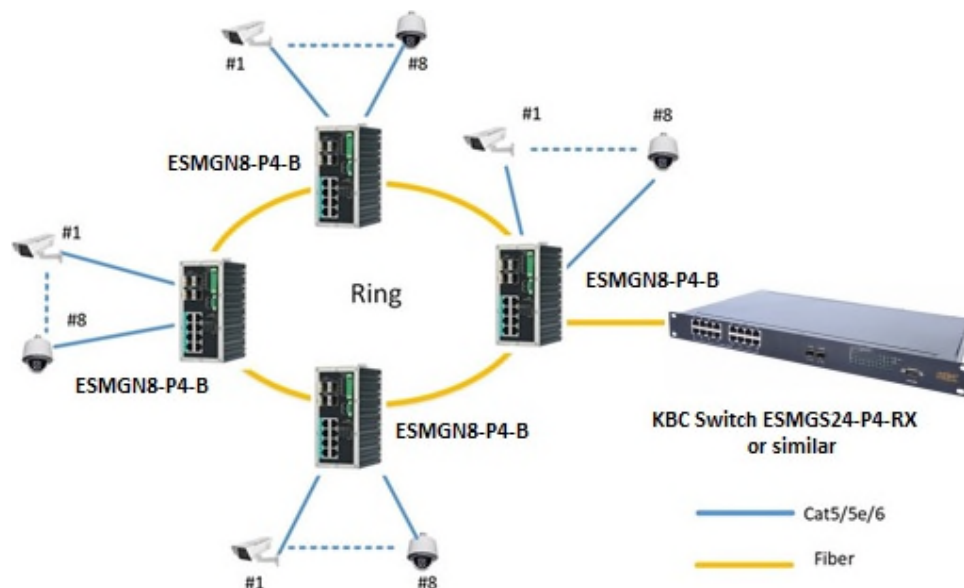 #1
#8
#1
#8
ESMGN8-P4-B
#1
ESMGN8-P4-B
Ring
#8
ESMGN8-P4-B
ESMGN8-P4-B
KBC Switch ESMGS24-P4-RX
or similar
Cat5/5e/6
#1
#8
Fiber